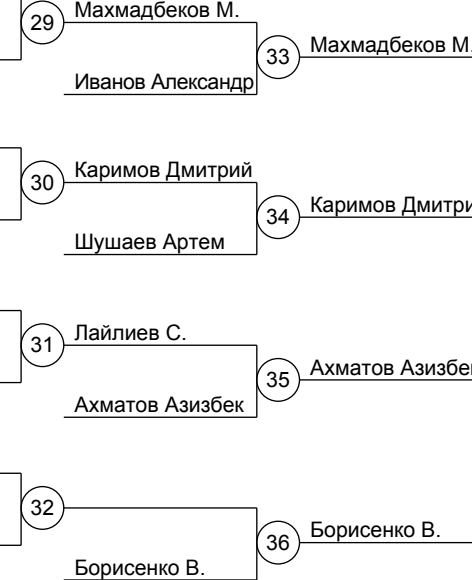 Махмадбеков М.
29
Махмадбеков М.
33
Иванов Александр
Каримов Дмитрий
30
Каримов Дмитри
34
Шушаев Артем
Лайлиев С.
31
Ахматов Азизбек
35
Ахматов Азизбек
32
Борисенко В.
36
Борисенко В.